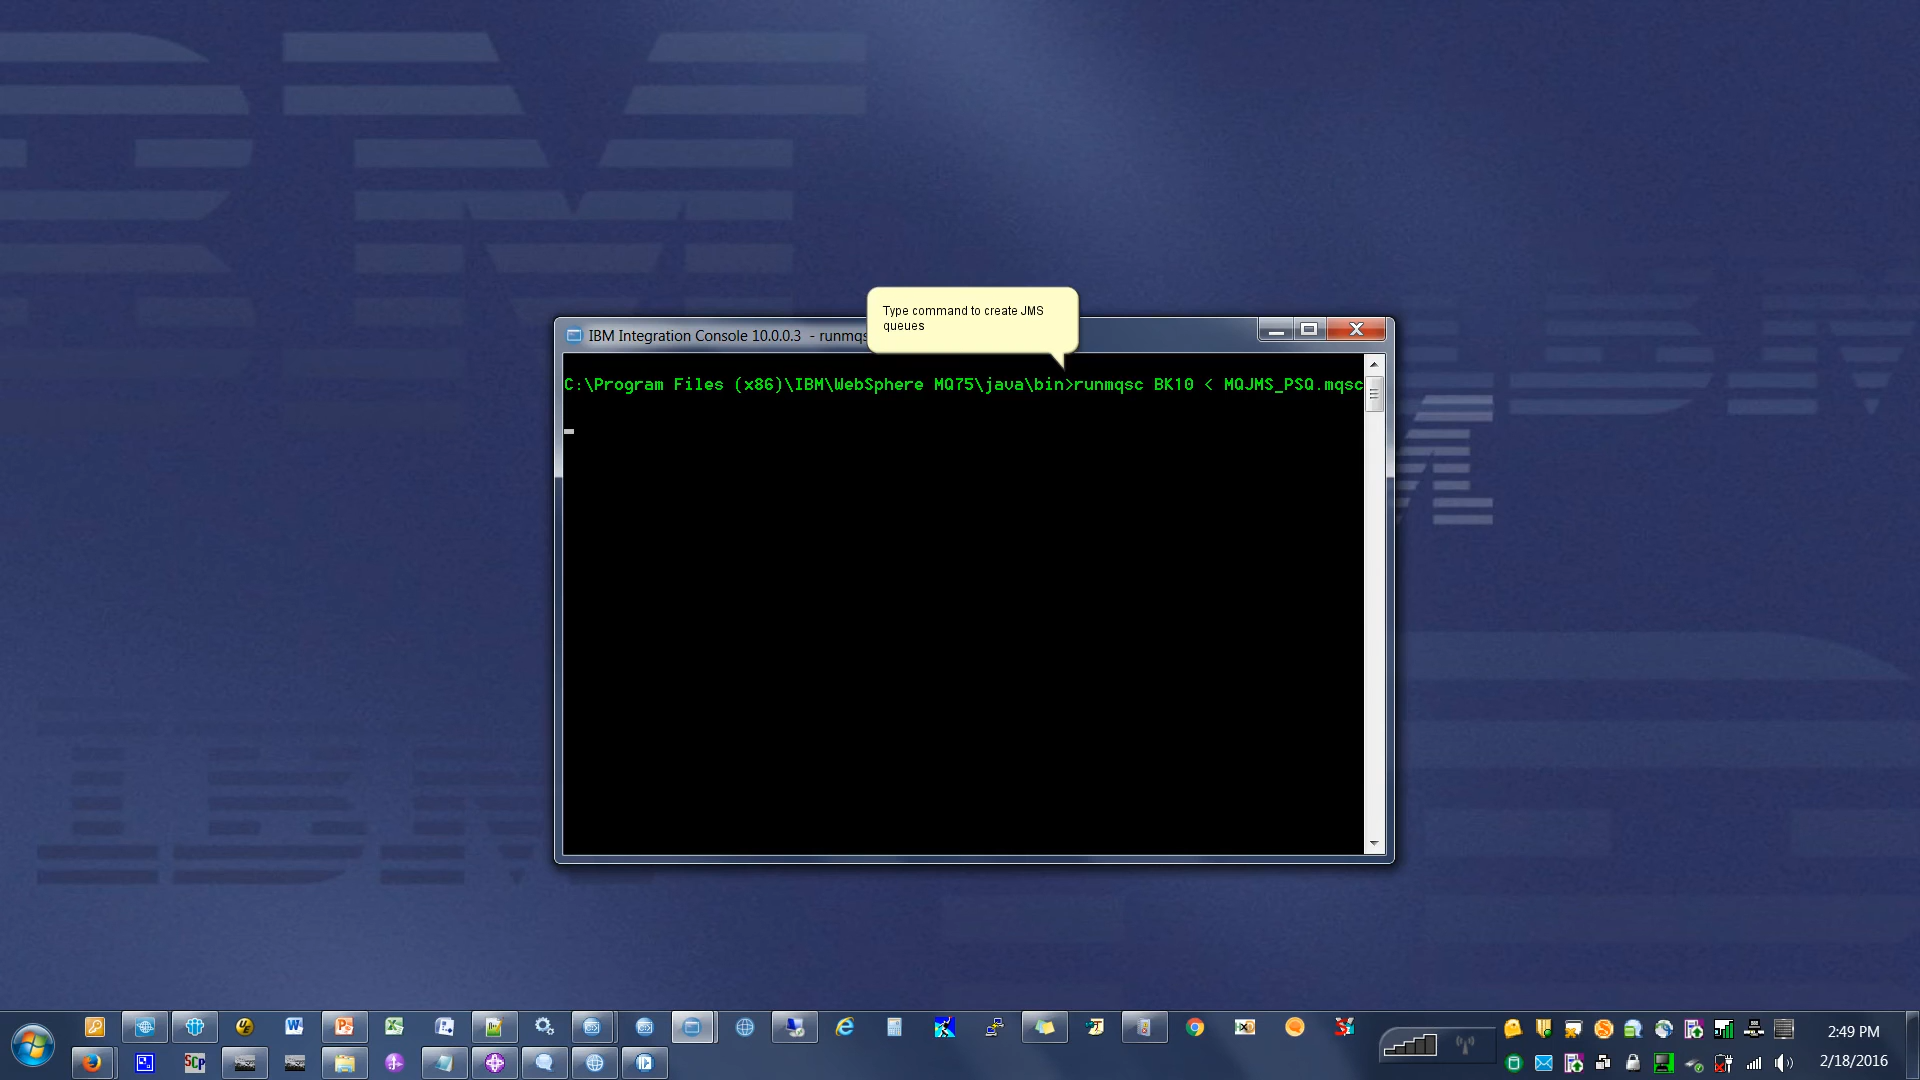 Type command to create JMS
queues
IBM Integration Console 10.0.0.3 - runmqs
C:\Program Files (x86)\IBM\WebSphere MQ75\java\bin>runmqsc BK10 < MQJMS_PSQ.mqsc
IBM
2:49 PM
2/18/2016